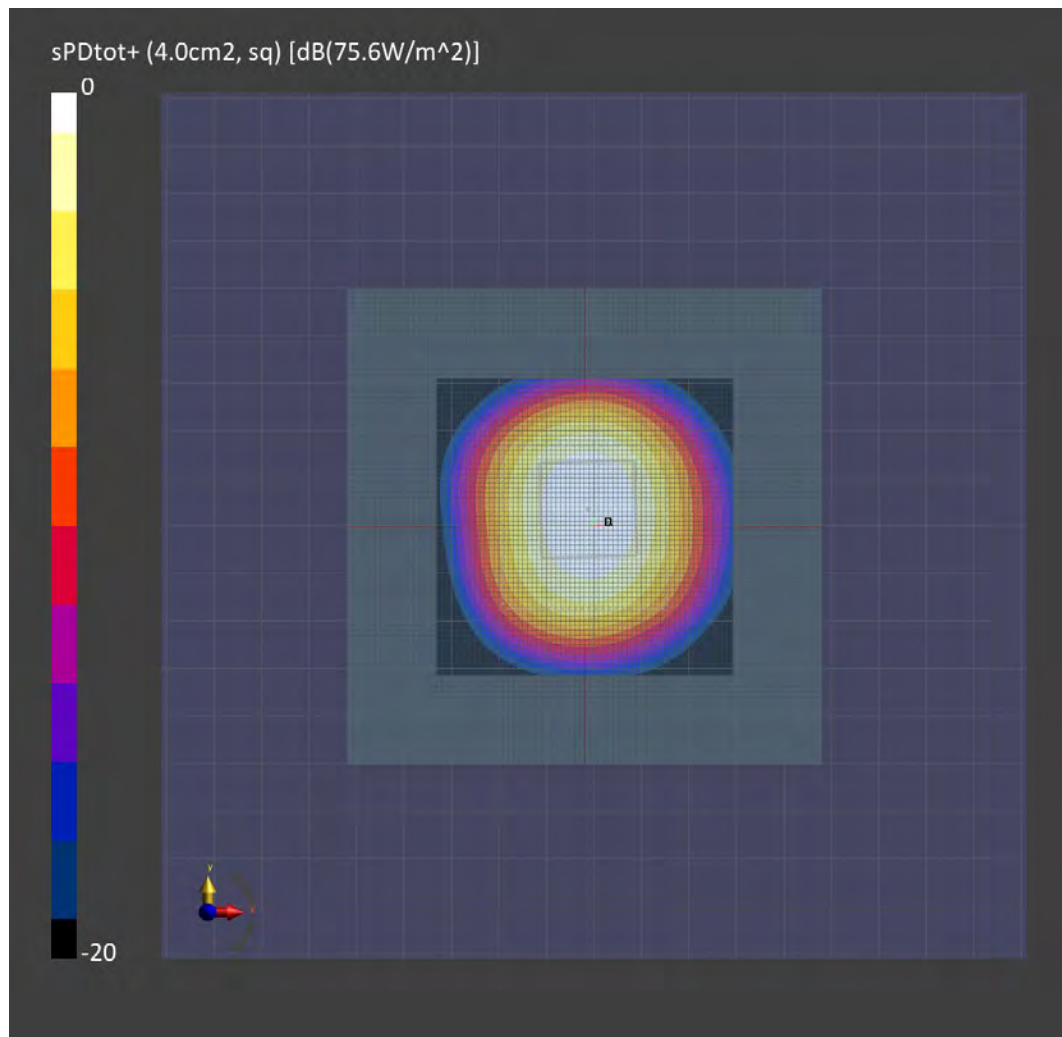 sPDtot+ (4.0cm2, sq) [dB(75.6W/m^2)]
0
-20
y
x